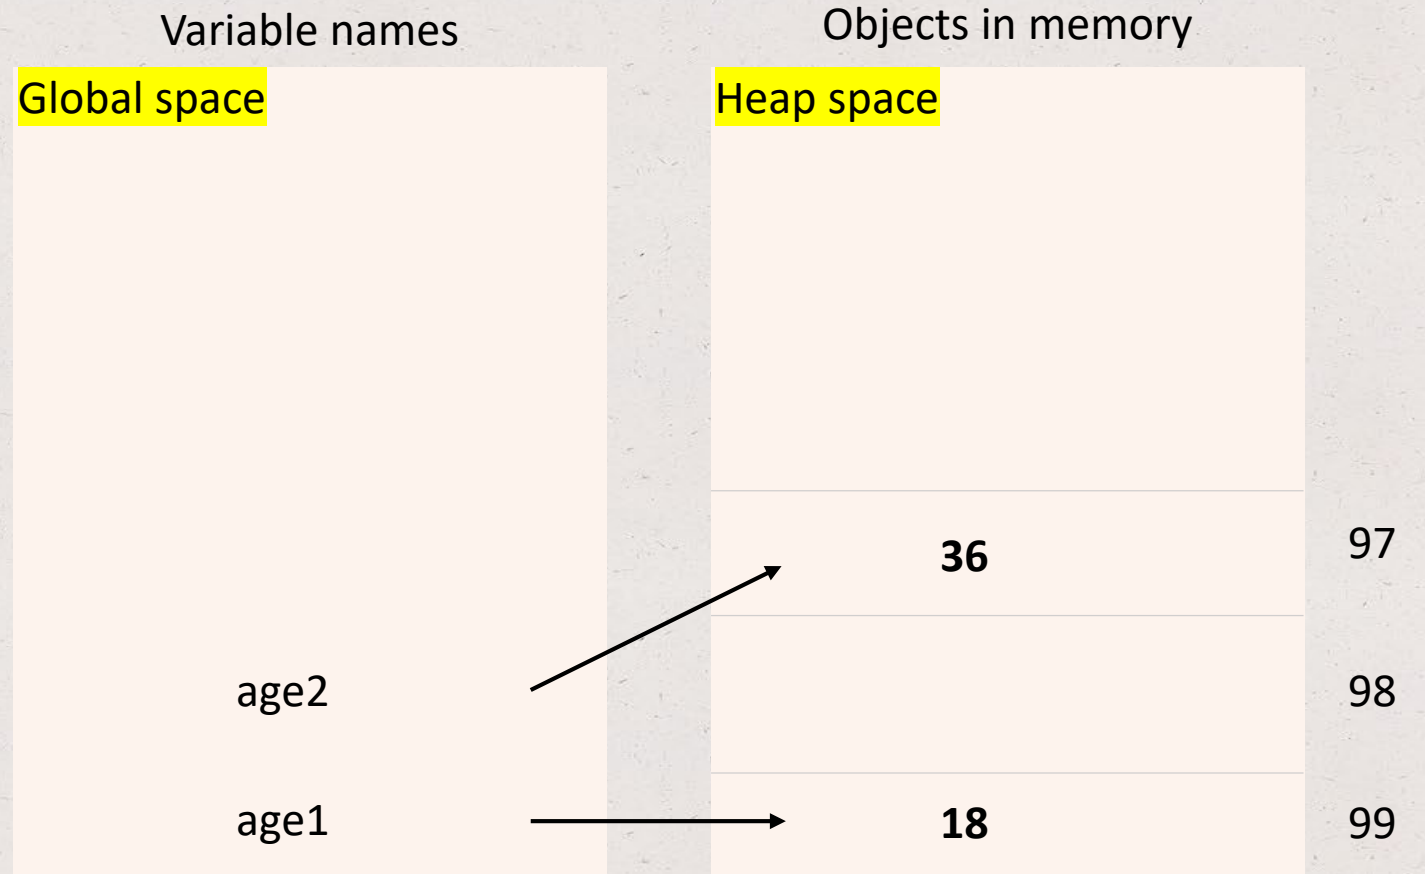 Variable names
Objects in memory
Global space
Heap space
36
97
age2
98
age1
18
99